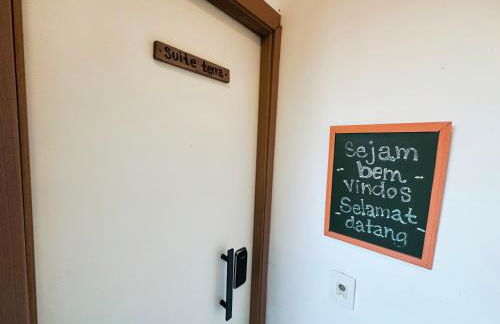 · suite terra ·
Sejam
- bem -
vindos
- Selamat -
datang